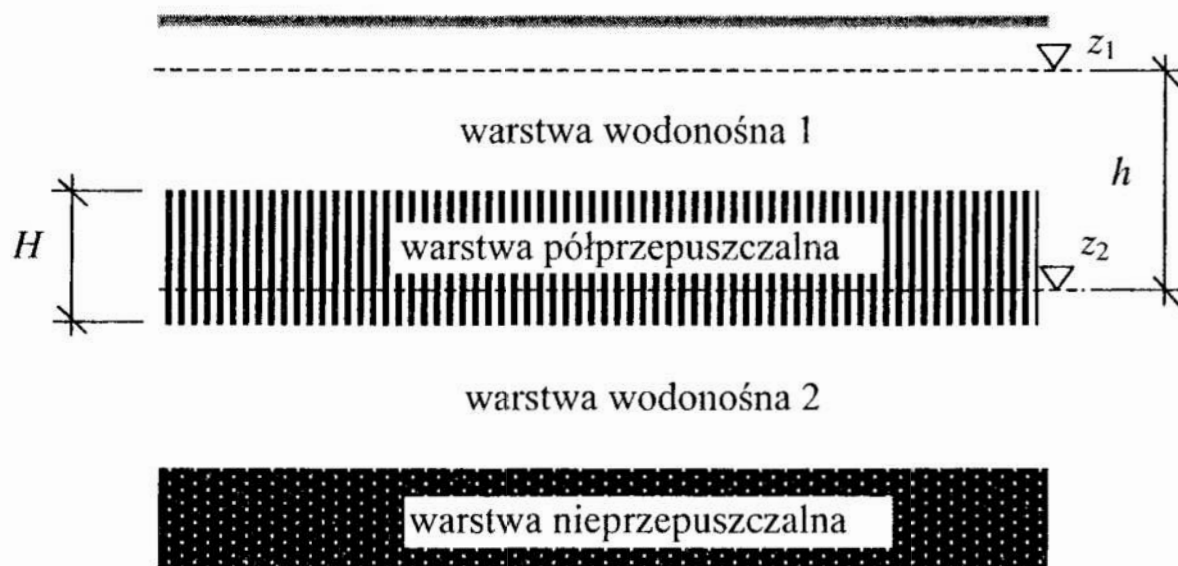 z₁
warstwa wodonośna 1
h
H
warstwa półprzepuszczalna
z₂
warstwa wodonośna 2
warstwa nieprzepuszczalna